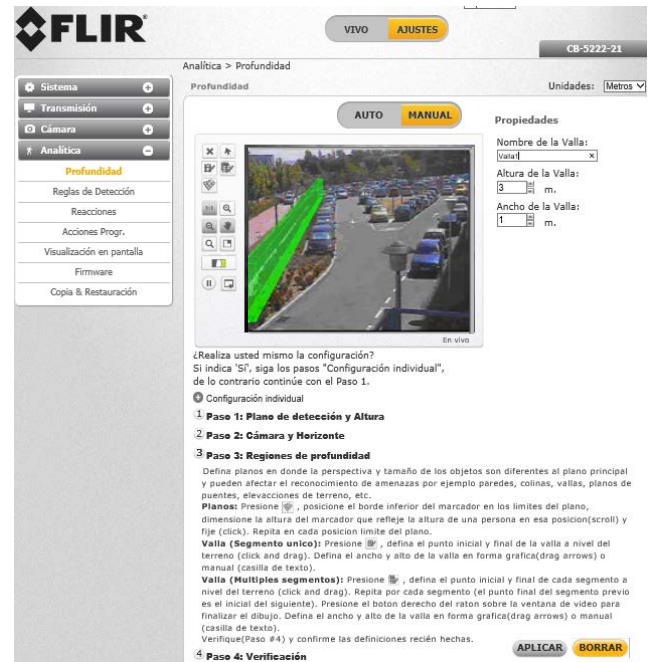 FLIR
VIVO AJUSTES
CB-5222-21
Analítica > Profundidad
Sistema
Transmisión
Cámara
Analítica
Profundidad
Reglas de Detección
Reacciones
Acciones Progr.
Visualización en pantalla
Firmware
Copia & Restauración
Profundidad
Unidades: Metros
AUTO MANUAL
Propiedades
Nombre de la Valla:
Valla1
Altura de la Valla:
3 m.
Ancho de la Valla:
1 m.
En vivo
¿Realiza usted mismo la configuración?
Si indica 'Sí', siga los pasos "Configuración individual",
de lo contrario continúe con el Paso 1.
Configuración individual
1 Paso 1: Plano de detección y Altura
2 Paso 2: Cámara y Horizonte
3 Paso 3: Regiones de profundidad
Defina planos en donde la perspectiva y tamaño de los objetos son diferentes al plano principal
y pueden afectar el reconocimiento de amenazas por ejemplo paredes, colinas, vallas, planos de
puentes, elevacciones de terreno, etc.
Planos: Presione , posicione el borde inferior del marcador en los limites del plano,
dimensione la altura del marcador que refleje la altura de una persona en esa posicion(scroll) y
fije (click). Repita en cada posicion limite del plano.
Valla (Segmento unico): Presione , defina el punto inicial y final de la valla a nivel del
terreno (click and drag). Defina el ancho y alto de la valla en forma grafica(drag arrows) o
manual (casilla de texto).
Valla (Multiples segmentos): Presione , defina el punto inicial y final de cada segmento a
nivel del terreno (click and drag). Repita por cada segmento (el punto final del segmento previo
es el inicial del siguiente). Presione el boton derecho del raton sobre la ventana de video para
finalizar el dibujo. Defina el ancho y alto de la valla en forma grafica(drag arrows) o manual
(casilla de texto).
Verifique(Paso #4) y confirme las definiciones recién hechas.
APLICAR BORRAR
4 Paso 4: Verificación